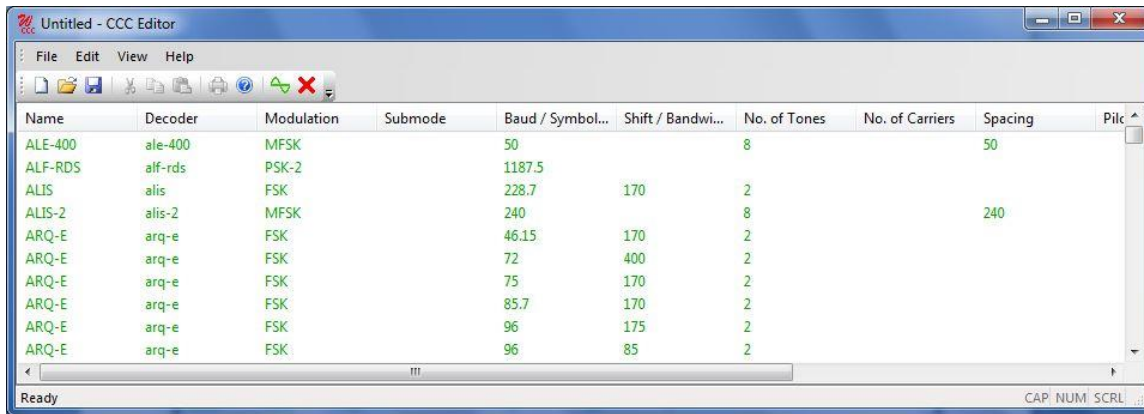 Untitled - CCC Editor
File Edit View Help
Name Decoder Modulation Submode Baud / Symbol... Shift / Bandwi... No. of Tones No. of Carriers Spacing Pilc
ALE-400 ale-400 MFSK 50 8 50
ALF-RDS alf-rds PSK-2 1187.5
ALIS alis FSK 228.7 170 2
ALIS-2 alis-2 MFSK 240 8 240
ARQ-E arq-e FSK 46.15 170 2
ARQ-E arq-e FSK 72 400 2
ARQ-E arq-e FSK 75 170 2
ARQ-E arq-e FSK 85.7 170 2
ARQ-E arq-e FSK 96 175 2
ARQ-E arq-e FSK 96 85 2
Ready CAP NUM SCRL